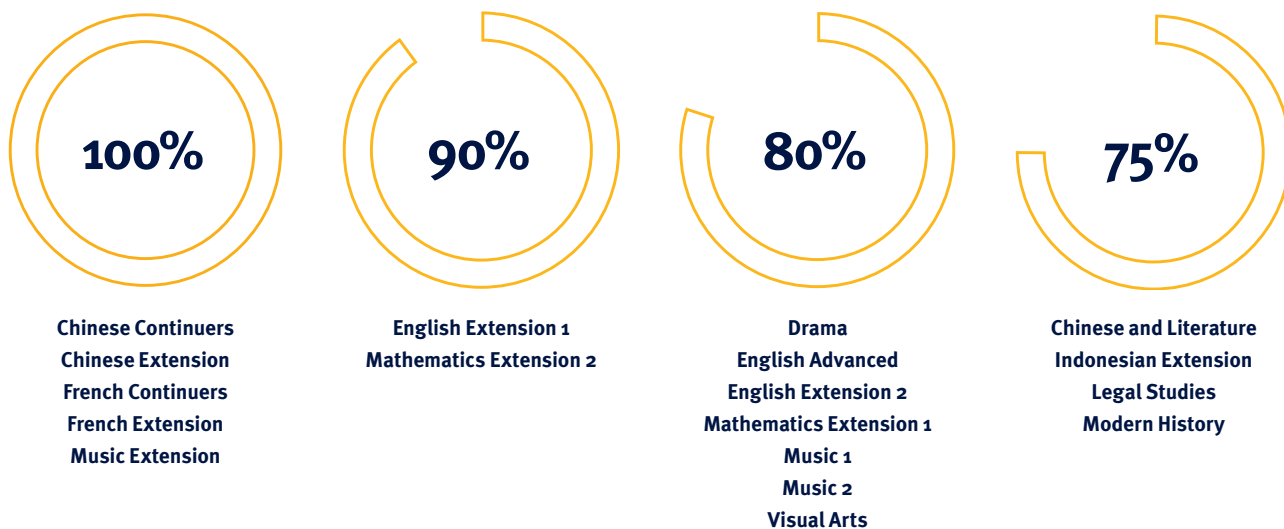 100%
Chinese Continuers
Chinese Extension
French Continuers
French Extension
Music Extension
90%
English Extension 1
Mathematics Extension 2
80%
Drama
English Advanced
English Extension 2
Mathematics Extension 1
Music 1
Music 2
Visual Arts
75%
Chinese and Literature
Indonesian Extension
Legal Studies
Modern History